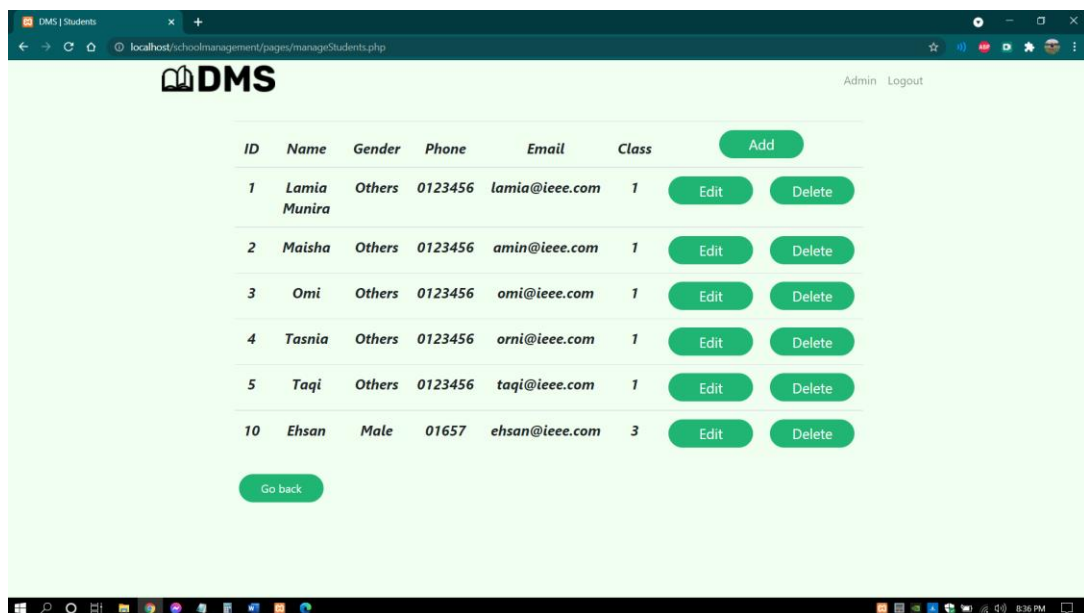 DMS | Students
localhost/schoolmanagement/pages/manageStudents.php
DMS
Admin Logout
ID Name Gender Phone Email Class Add
1 Lamia Others 0123456 lamia@ieee.com 1 Edit Delete
Munira
2 Maisha Others 0123456 amin@ieee.com 1 Edit Delete
3 Omi Others 0123456 omi@ieee.com 1 Edit Delete
4 Tasnia Others 0123456 orni@ieee.com 1 Edit Delete
5 Taqi Others 0123456 taqi@ieee.com 1 Edit Delete
10 Ehsan Male 01657 ehsan@ieee.com 3 Edit Delete
Go back
8:36 PM